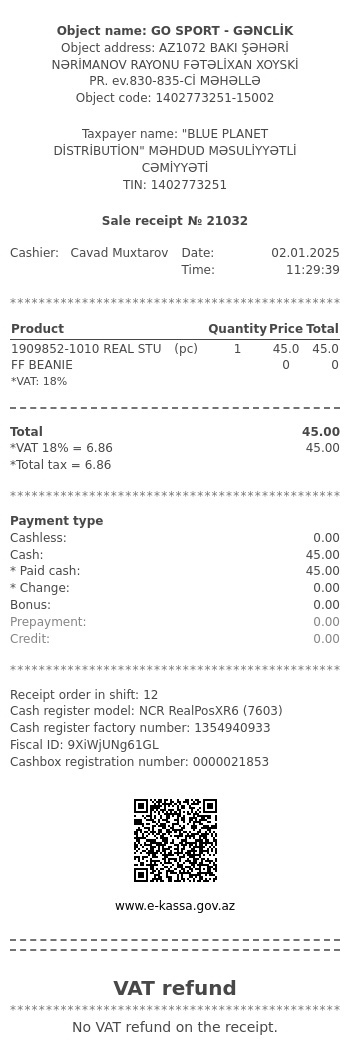 Object name: GO SPORT - GƏNCLİK
Object address: AZ1072 BAKI ŞƏHƏRİ
NƏRİMANOV RAYONU FƏTƏLİXAN XOYSKİ
PR. ev.830-835-Cİ MƏHƏLLƏ
Object code: 1402773251-15002
Taxpayer name: "BLUE PLANET
DİSTRİBUTİON" MƏHDUD MƏSULİYYƏTLİ
CƏMİYYƏTİ
TIN: 1402773251
Sale receipt № 21032
Cashier: Cavad Muxtarov Date: 02.01.2025
Time: 11:29:39
********************************************
Product Quantity Price Total
1909852-1010 REAL STU (pc) 1 45.0 45.0
FF BEANIE 0 0
*VAT: 18%
Total 45.00
*VAT 18% = 6.86 45.00
*Total tax = 6.86
********************************************
Payment type
Cashless: 0.00
Cash: 45.00
* Paid cash: 45.00
* Change: 0.00
Bonus: 0.00
Prepayment: 0.00
Credit: 0.00
********************************************
Receipt order in shift: 12
Cash register model: NCR RealPosXR6 (7603)
Cash register factory number: 1354940933
Fiscal ID: 9XiWjUNg61GL
Cashbox registration number: 0000021853
www.e-kassa.gov.az
VAT refund
********************************************
No VAT refund on the receipt.